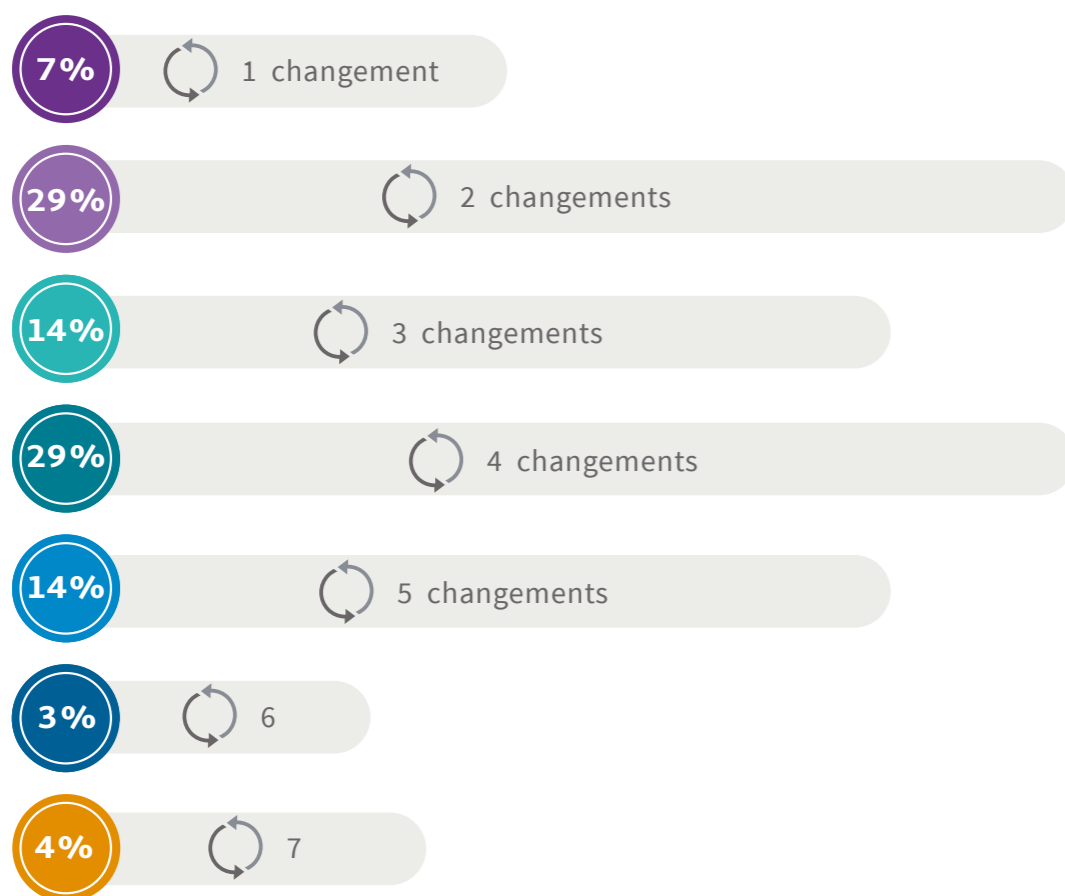 7% 1 changement
29% 2 changements
14% 3 changements
29% 4 changements
14% 5 changements
3% 6
4% 7